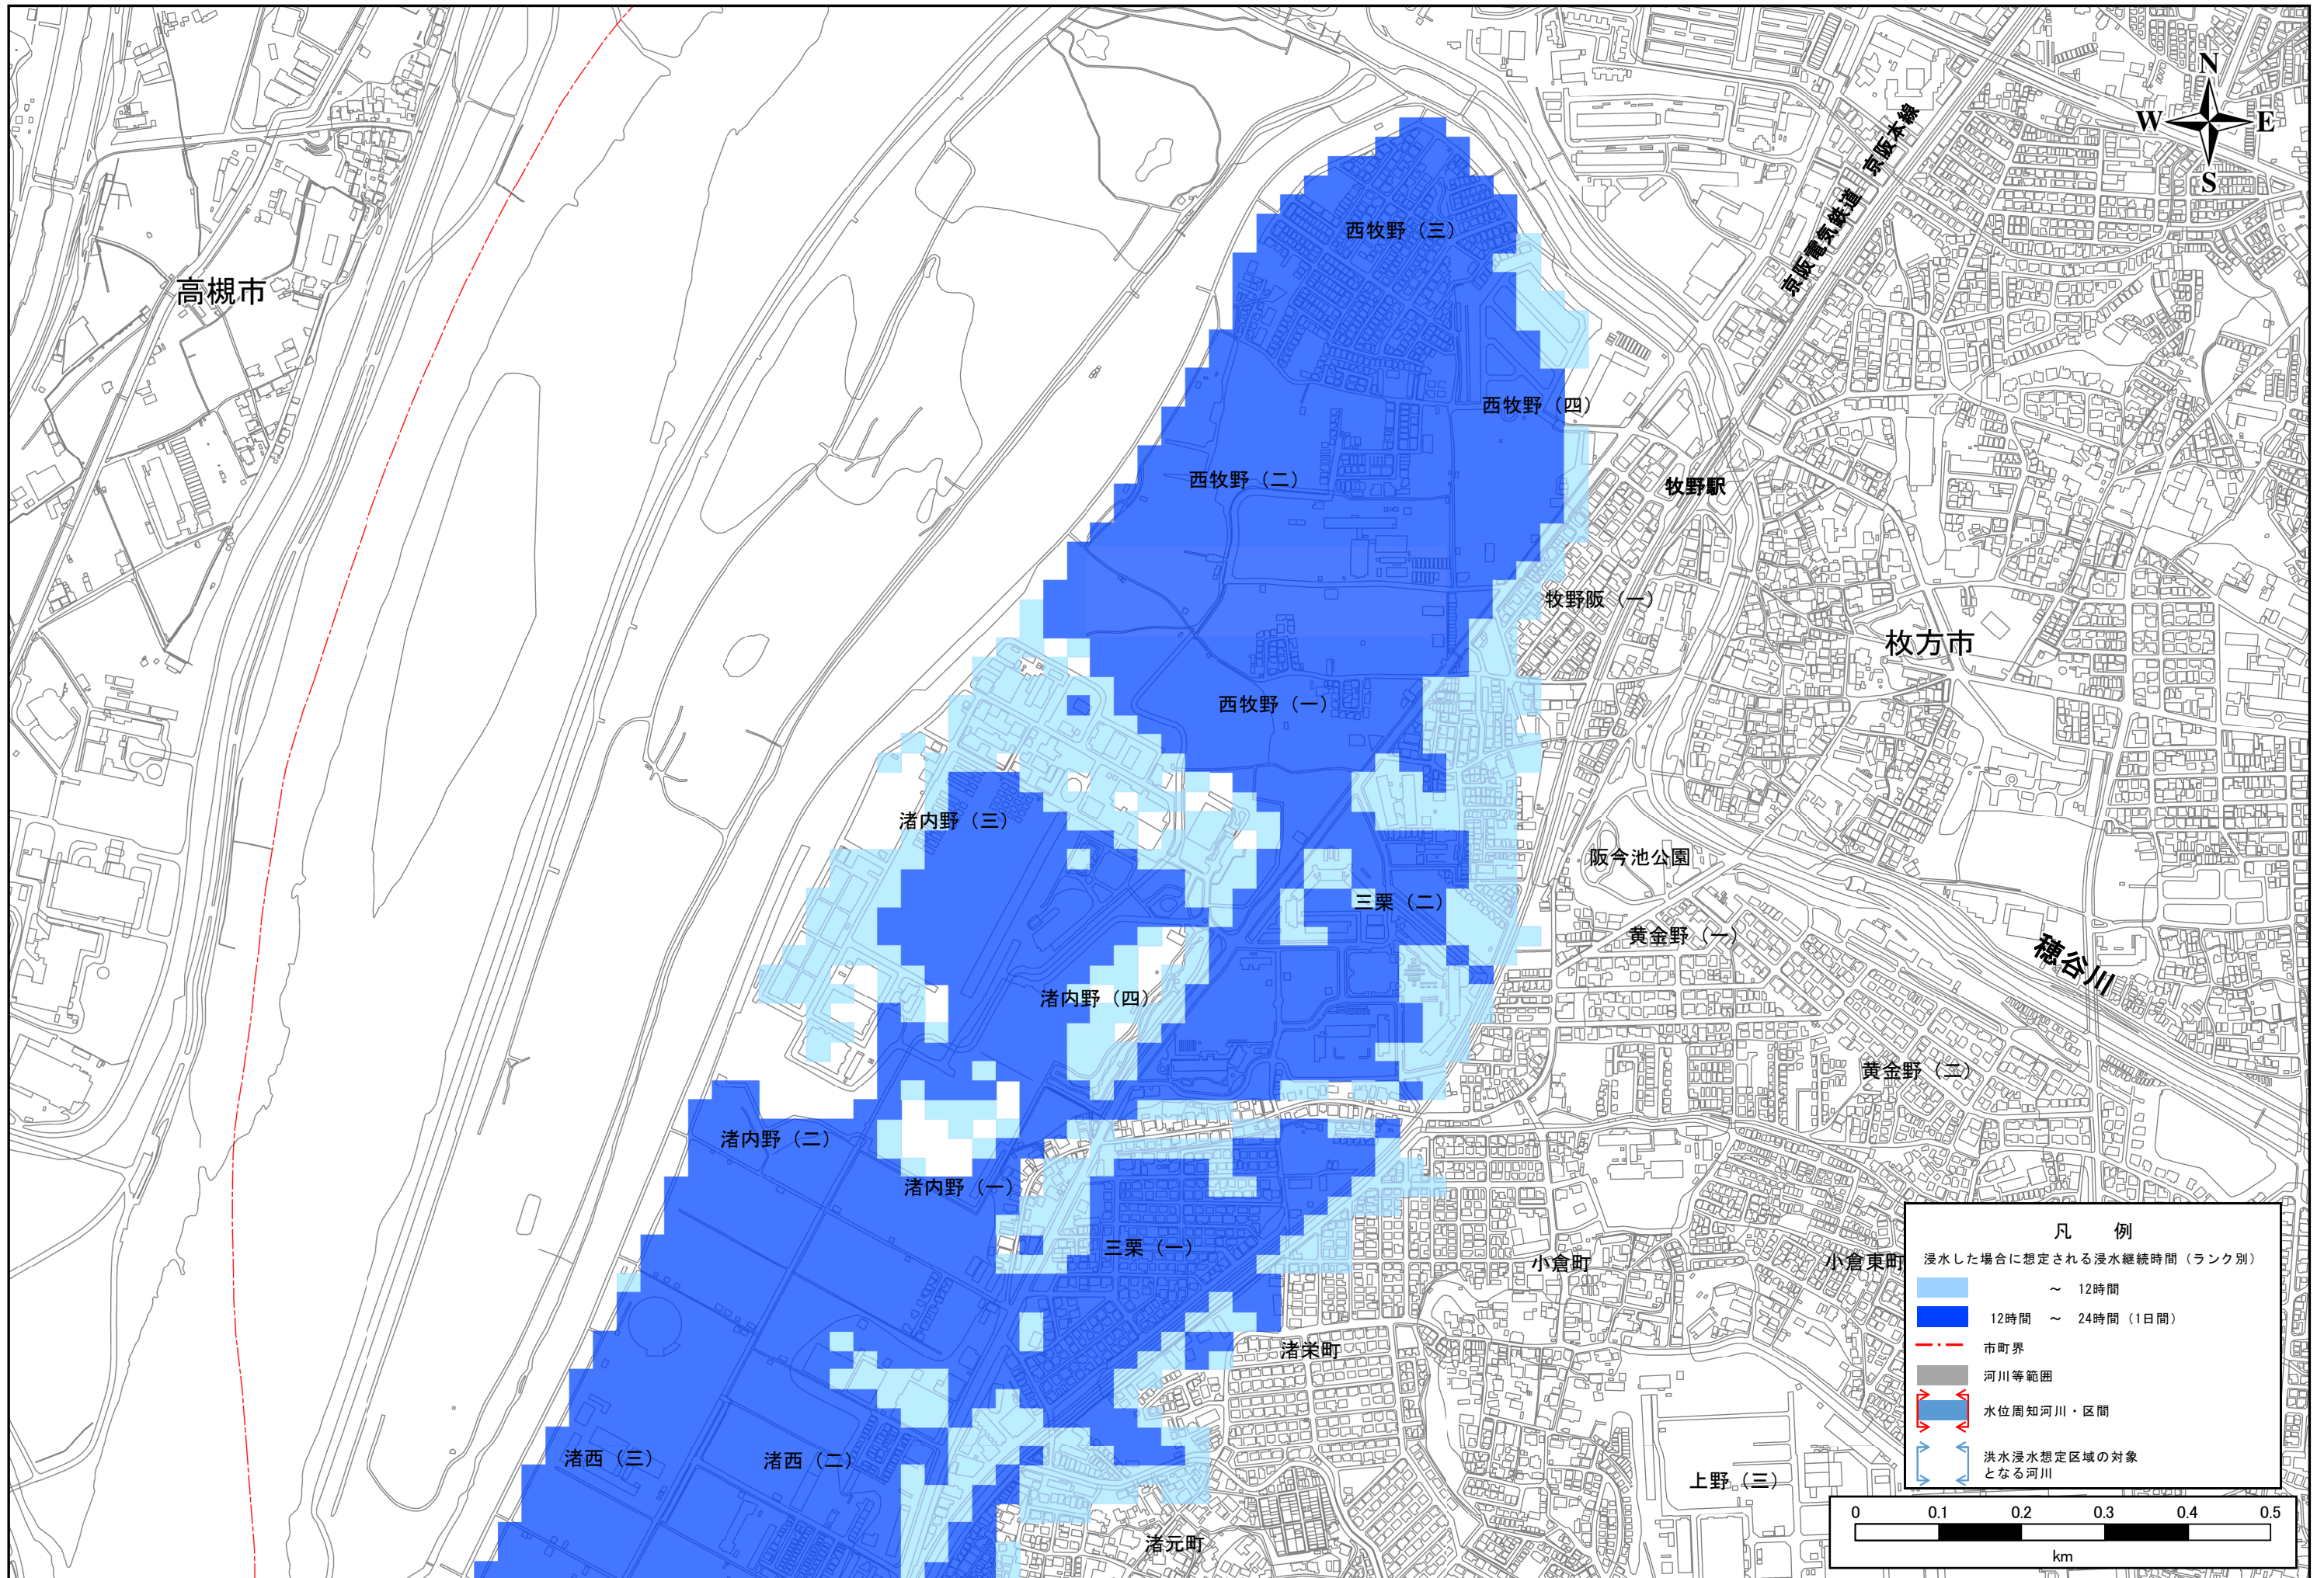 N
W
E
S
京阪電気鉄道 京阪本線
西牧野（三）
高槻市
西牧野（四）
西牧野（二）
牧野駅
牧野阪（一）
枚方市
西牧野（一）
渚内野（三）
阪今池公園
三栗（二）
黄金野（一）
穂谷川
渚内野（四）
黄金野（二）
渚内野（二）
渚内野（一）
三栗（一）
小倉町
小倉東町
渚栄町
渚西（三）
渚西（二）
上野（三）
渚元町
凡 例
浸水した場合に想定される浸水継続時間（ランク別）
～ 12時間
12時間 ～ 24時間（1日間）
市町界
河川等範囲
水位周知河川・区間
洪水浸水想定区域の対象
となる河川
0 0.1 0.2 0.3 0.4 0.5
km